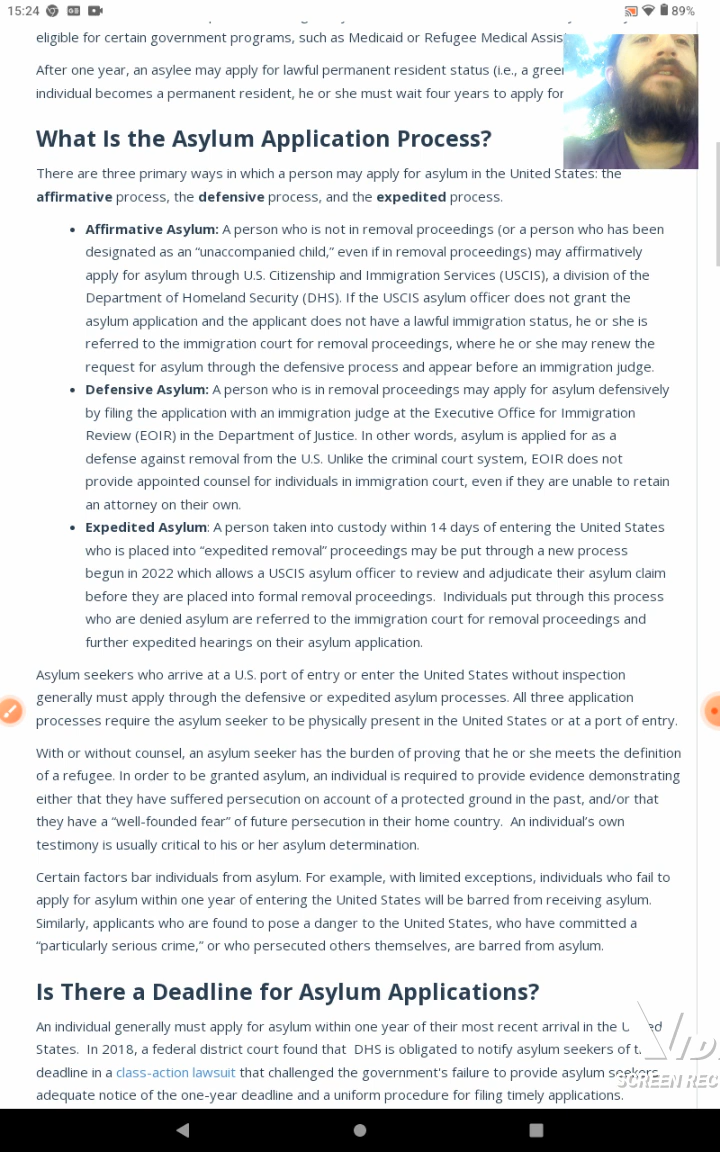 15:24
89%
eligible for certain government programs, such as Medicaid or Refugee Medical
After one year, an asylee may apply for lawful permanent resident status (i.e., a
individual becomes a permanent resident, he or she must wait four years to apply for
What Is the Asylum Application Process?
There are three primary ways in which a person may apply for asylum in the United States: the
affirmative process, the defensive process, and the expedited process.
• Affirmative Asylum: A person who is not in removal proceedings (or a person who has been
designated as an “unaccompanied child,” even if in removal proceedings) may affirmatively
apply for asylum through U.S. Citizenship and Immigration Services (USCIS), a division of the
Department of Homeland Security (DHS). If the USCIS asylum officer does not grant the
asylum application and the applicant does not have a lawful immigration status, he or she is
referred to the immigration court for removal proceedings, where he or she may renew the
request for asylum through the defensive process and appear before an immigration judge.
• Defensive Asylum: A person who is in removal proceedings may apply for asylum defensively
by filing the application with an immigration judge at the Executive Office for Immigration
Review (EOIR) in the Department of Justice. In other words, asylum is applied for as a
defense against removal from the U.S. Unlike the criminal court system, EOIR does not
provide appointed counsel for individuals in immigration court, even if they are unable to retain
an attorney on their own.
• Expedited Asylum: A person taken into custody within 14 days of entering the United States
who is placed into “expedited removal” proceedings may be put through a new process
begun in 2022 which allows a USCIS asylum officer to review and adjudicate their asylum claim
before they are placed into formal removal proceedings. Individuals put through this process
who are denied asylum are referred to the immigration court for removal proceedings and
further expedited hearings on their asylum application.
Asylum seekers who arrive at a U.S. port of entry or enter the United States without inspection
generally must apply through the defensive or expedited asylum processes. All three application
processes require the asylum seeker to be physically present in the United States or at a port of entry.
With or without counsel, an asylum seeker has the burden of proving that he or she meets the definition
of a refugee. In order to be granted asylum, an individual is required to provide evidence demonstrating
either that they have suffered persecution on account of a protected ground in the past, and/or that
they have a “well-founded fear” of future persecution in their home country. An individual’s own
testimony is usually critical to his or her asylum determination.
Certain factors bar individuals from asylum. For example, with limited exceptions, individuals who fail to
apply for asylum within one year of entering the United States will be barred from receiving asylum.
Similarly, applicants who are found to pose a danger to the United States, who have committed a
“particularly serious crime,” or who persecuted others themselves, are barred from asylum.
Is There a Deadline for Asylum Applications?
An individual generally must apply for asylum within one year of their most recent arrival in the
States. In 2018, a federal district court found that DHS is obligated to notify asylum seekers of
deadline in a class-action lawsuit that challenged the government's failure to provide asylum seekers
SCREEN REC
adequate notice of the one-year deadline and a uniform procedure for filing timely applications.